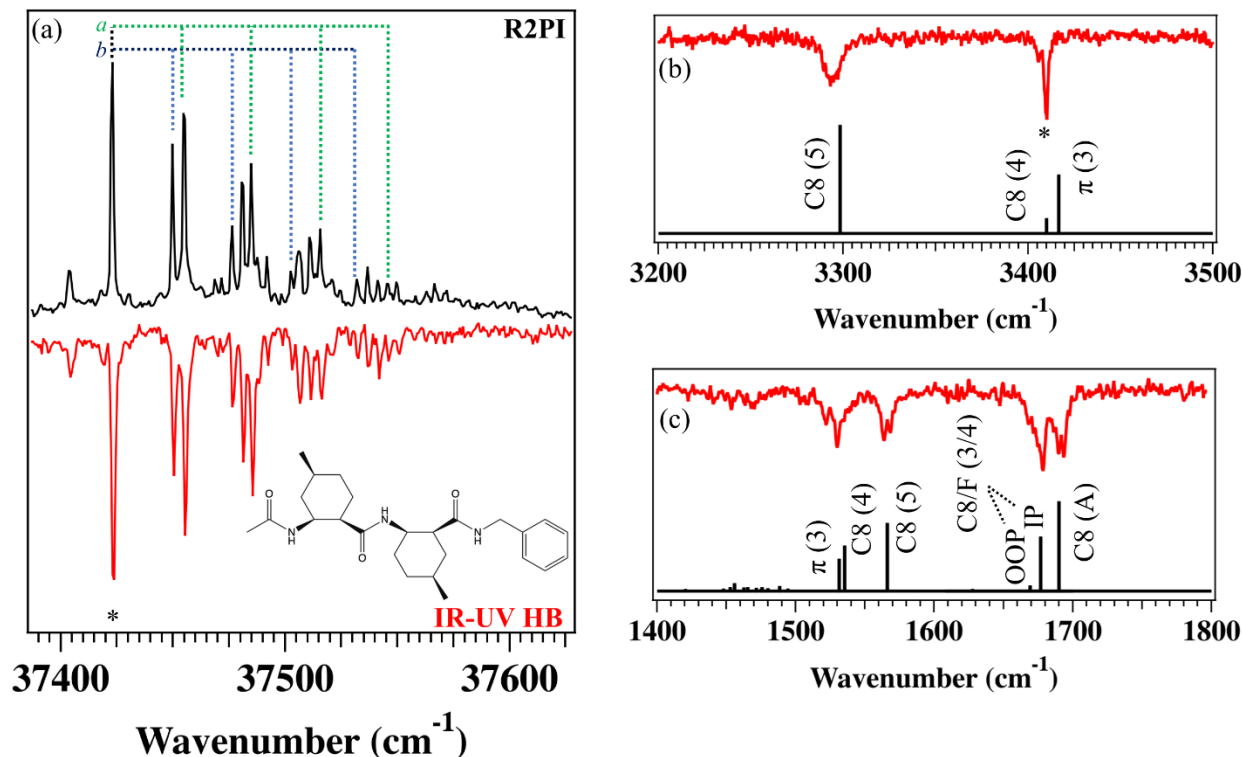 (a)
a
b
R2PI
O
N
H
O
H
N
O
N
H
IR-UV HB
*
37400
37500
37600
Wavenumber (cm-1)
(b)
C8 (5)
C8 (4)
*
π (3)
3200
3300
3400
3500
Wavenumber (cm-1)
(c)
π (3)
C8 (4)
C8 (5)
C8/F (3/4)
OOP
IP
C8 (A)
1400
1500
1600
1700
1800
Wavenumber (cm-1)